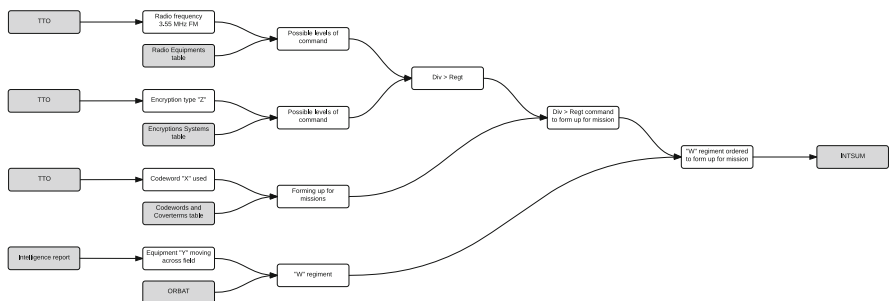 TTO
Radio frequency
3.55 MHz FM
Radio Equipments
table
Possible levels of
command
Div > Regt
TTO
Encryption type "Z"
Encryptions Systems
table
Possible levels of
command
Div > Regt command
to form up for mission
"W" regiment ordered
to form up for mission
INTSUM
TTO
Codeword "X" used
Codewords and
Coverterms table
Forming up for
missions
Intelligence report
Equipment "Y" moving
across field
ORBAT
"W" regiment